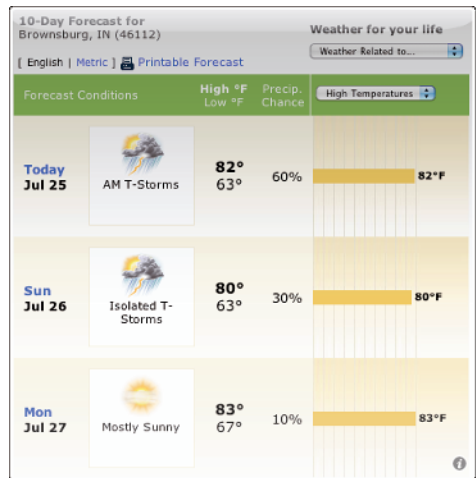 10-Day Forecast for
Brownsburg, IN (46112)
Weather for your life
Weather Related to...
[ English | Metric ] Printable Forecast
Forecast Conditions
High °F
Low °F
Precip.
Chance
High Temperatures
Today
Jul 25
AM T-Storms
82°
63°
60%
82°F
Sun
Jul 26
Isolated T-
Storms
80°
63°
30%
80°F
Mon
Jul 27
Mostly Sunny
83°
67°
10%
83°F
i